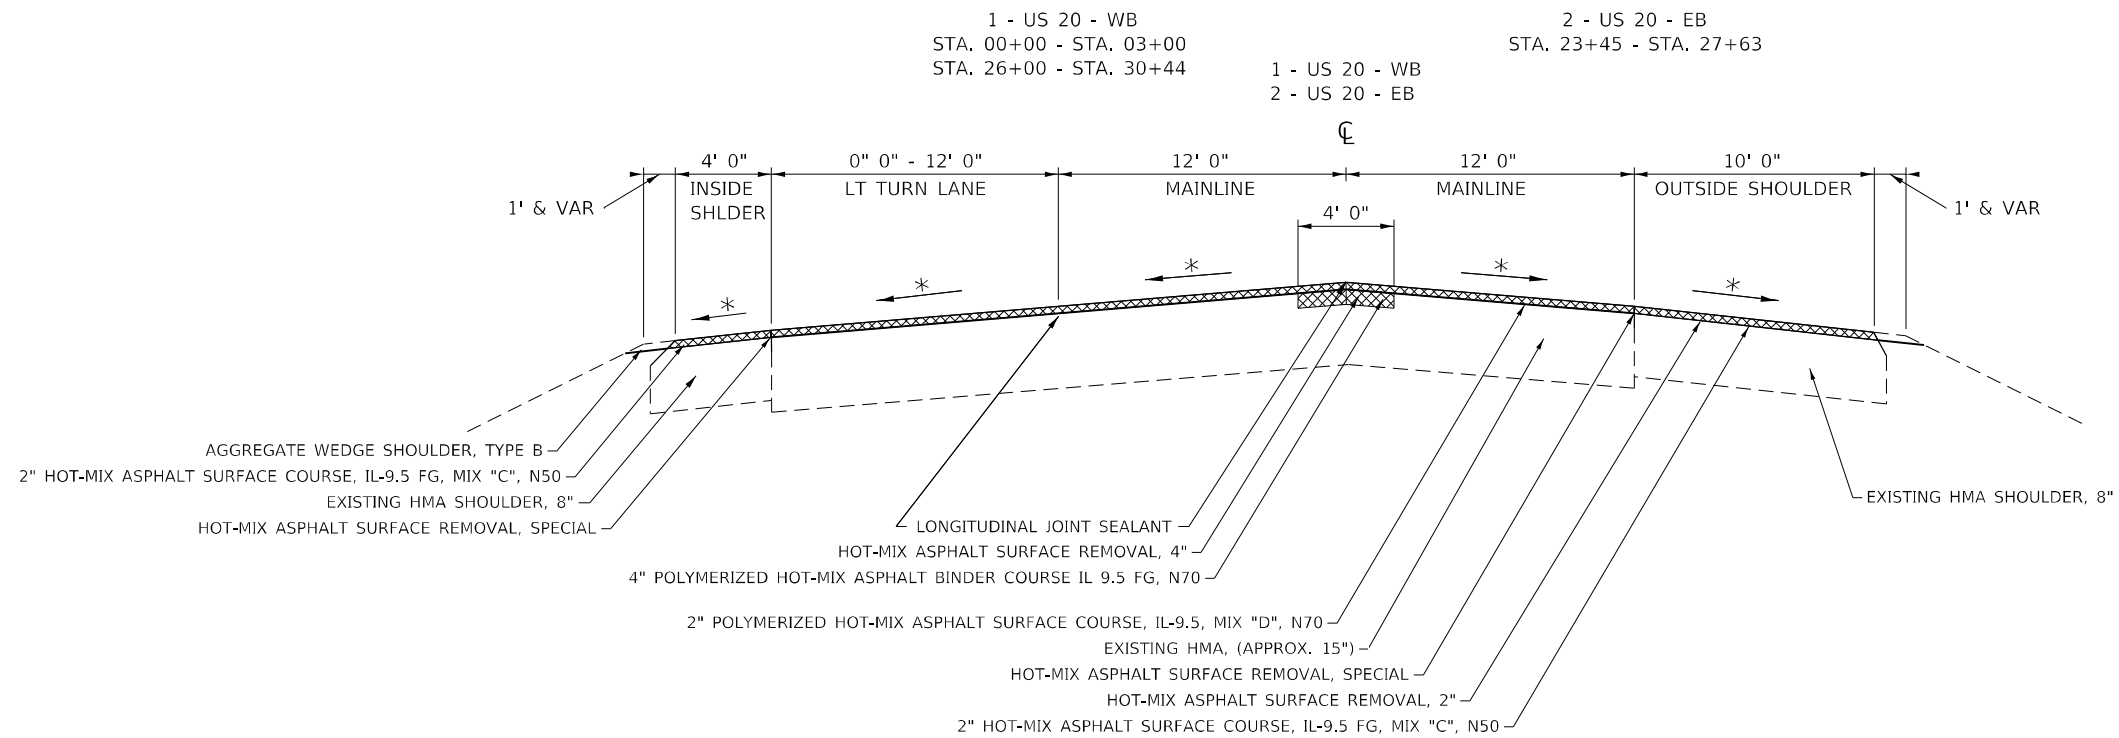 1 - US 20 - WB
STA. 00+00 - STA. 03+00
STA. 26+00 - STA. 30+44
2 - US 20 - EB
STA. 23+45 - STA. 27+63
1 - US 20 - WB
2 - US 20 - EB
℄
4' 0"
0" 0" - 12' 0"
12' 0"
12' 0"
10' 0"
INSIDE
SHLDER
LT TURN LANE
MAINLINE
MAINLINE
OUTSIDE SHOULDER
1' & VAR
4' 0"
1' & VAR
*
*
*
*
*
AGGREGATE WEDGE SHOULDER, TYPE B
2" HOT-MIX ASPHALT SURFACE COURSE, IL-9.5 FG, MIX "C", N50
EXISTING HMA SHOULDER, 8"
HOT-MIX ASPHALT SURFACE REMOVAL, SPECIAL
EXISTING HMA SHOULDER, 8"
LONGITUDINAL JOINT SEALANT
HOT-MIX ASPHALT SURFACE REMOVAL, 4"
4" POLYMERIZED HOT-MIX ASPHALT BINDER COURSE IL 9.5 FG, N70
2" POLYMERIZED HOT-MIX ASPHALT SURFACE COURSE, IL-9.5, MIX "D", N70
EXISTING HMA, (APPROX. 15")
HOT-MIX ASPHALT SURFACE REMOVAL, SPECIAL
HOT-MIX ASPHALT SURFACE REMOVAL, 2"
2" HOT-MIX ASPHALT SURFACE COURSE, IL-9.5 FG, MIX "C", N50